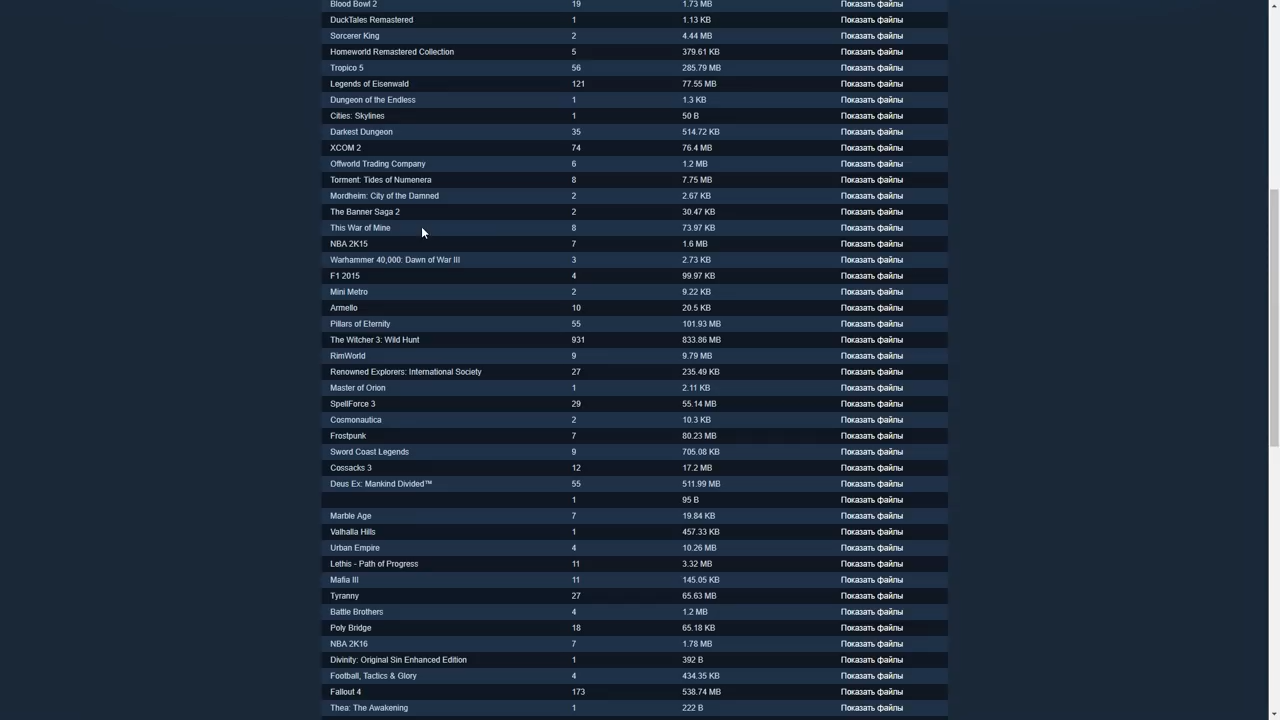 Blood Bowl 2 19 1.73 MB Показать файлы
DuckTales Remastered 1 1.13 KB Показать файлы
Sorcerer King 2 4.44 MB Показать файлы
Homeworld Remastered Collection 5 379.61 KB Показать файлы
Tropico 5 56 285.79 MB Показать файлы
Legends of Eisenwald 121 77.55 MB Показать файлы
Dungeon of the Endless 1 1.3 KB Показать файлы
Cities: Skylines 1 50 B Показать файлы
Darkest Dungeon 35 514.72 KB Показать файлы
XCOM 2 74 76.4 MB Показать файлы
Offworld Trading Company 6 1.2 MB Показать файлы
Torment: Tides of Numenera 8 7.75 MB Показать файлы
Mordheim: City of the Damned 2 2.67 KB Показать файлы
The Banner Saga 2 2 30.47 KB Показать файлы
This War of Mine 8 73.97 KB Показать файлы
NBA 2K15 7 1.6 MB Показать файлы
Warhammer 40,000: Dawn of War III 3 2.73 KB Показать файлы
F1 2015 4 99.97 KB Показать файлы
Mini Metro 2 9.22 KB Показать файлы
Armello 10 20.5 KB Показать файлы
Pillars of Eternity 55 101.93 MB Показать файлы
The Witcher 3: Wild Hunt 931 833.86 MB Показать файлы
RimWorld 9 9.79 MB Показать файлы
Renowned Explorers: International Society 27 235.49 KB Показать файлы
Master of Orion 1 2.11 KB Показать файлы
SpellForce 3 29 55.14 MB Показать файлы
Cosmonautica 2 10.3 KB Показать файлы
Frostpunk 7 80.23 MB Показать файлы
Sword Coast Legends 9 705.08 KB Показать файлы
Cossacks 3 12 17.2 MB Показать файлы
Deus Ex: Mankind Divided™ 55 511.99 MB Показать файлы
1 95 B Показать файлы
Marble Age 7 19.84 KB Показать файлы
Valhalla Hills 1 457.33 KB Показать файлы
Urban Empire 4 10.26 MB Показать файлы
Lethis - Path of Progress 11 3.32 MB Показать файлы
Mafia III 11 145.05 KB Показать файлы
Tyranny 27 65.63 MB Показать файлы
Battle Brothers 4 1.2 MB Показать файлы
Poly Bridge 18 65.18 KB Показать файлы
NBA 2K16 7 1.78 MB Показать файлы
Divinity: Original Sin Enhanced Edition 1 392 B Показать файлы
Football, Tactics & Glory 4 434.35 KB Показать файлы
Fallout 4 173 538.74 MB Показать файлы
Thea: The Awakening 1 222 B Показать файлы